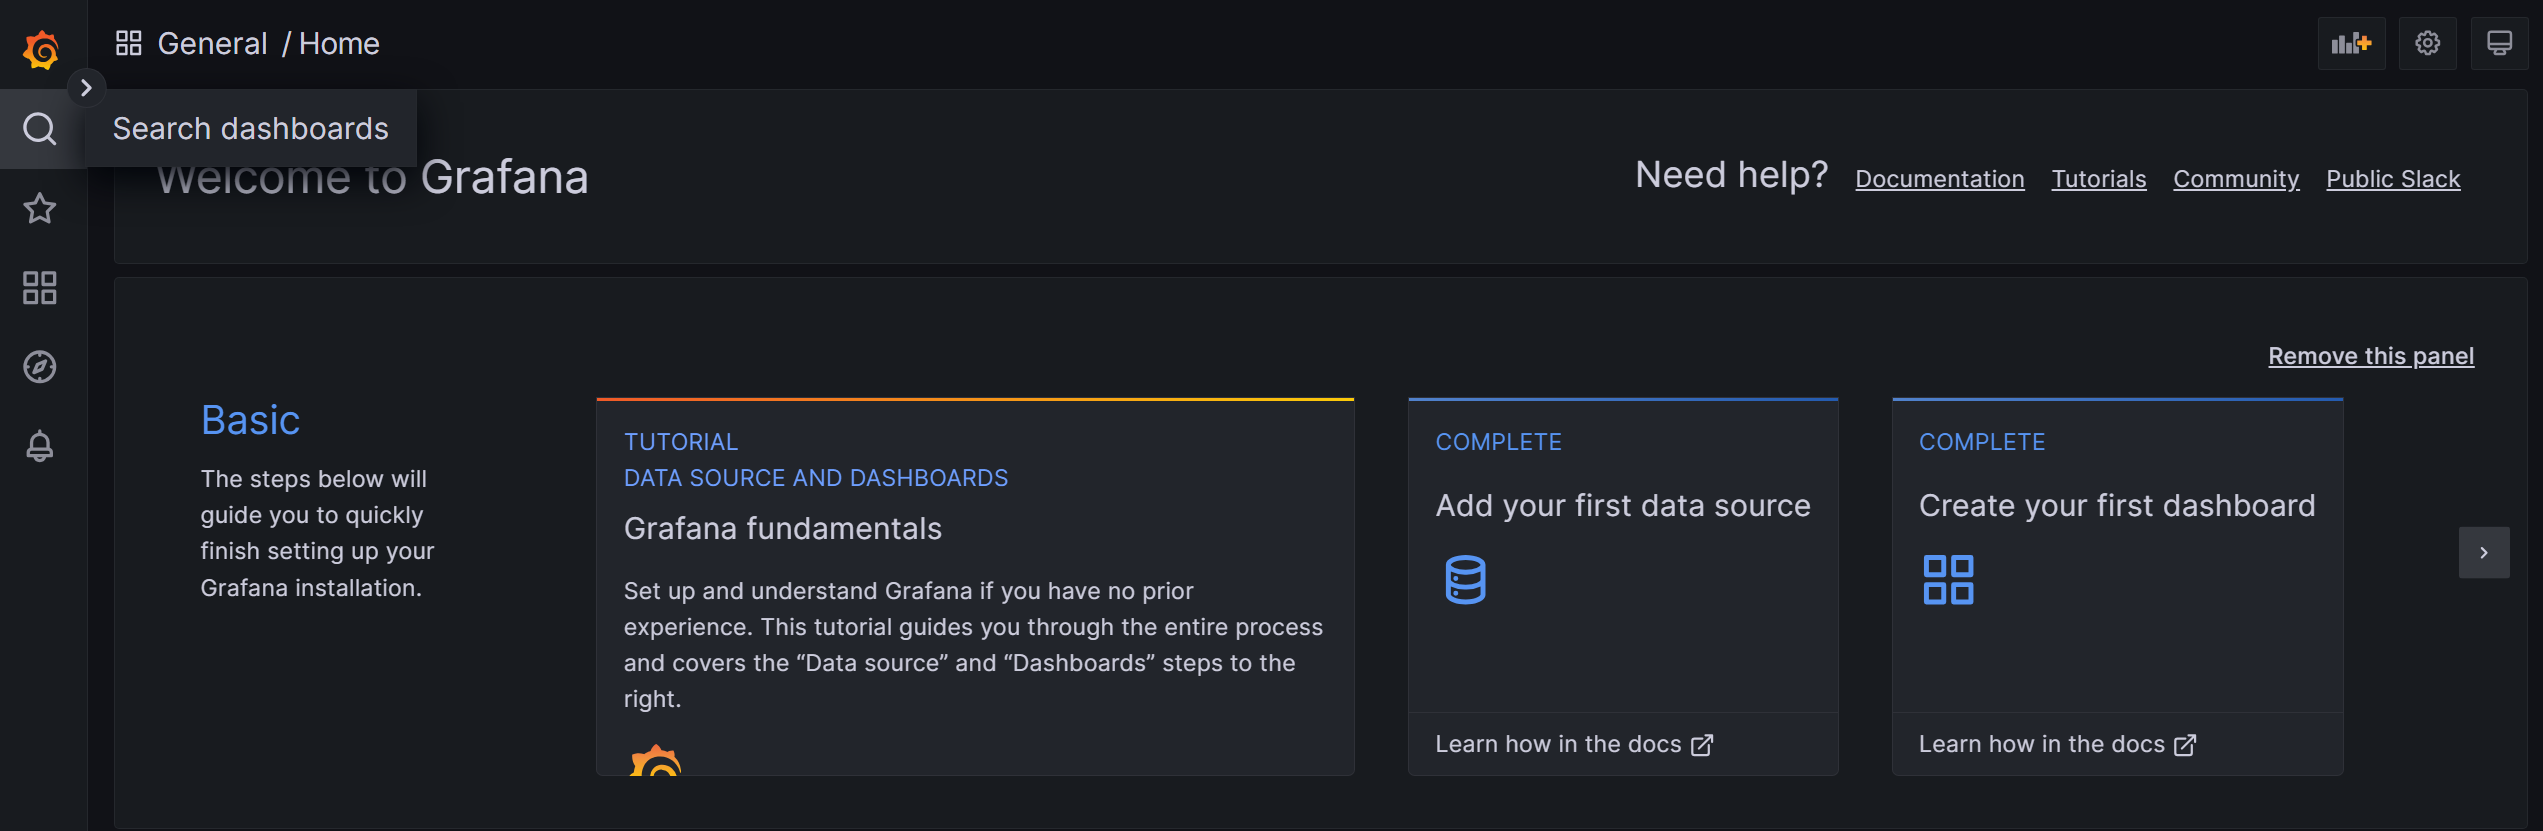 General / Home
Search dashboards
Welcome to Grafana
Need help? Documentation Tutorials Community Public Slack
Remove this panel
Basic
The steps below will
guide you to quickly
finish setting up your
Grafana installation.
TUTORIAL
DATA SOURCE AND DASHBOARDS
Grafana fundamentals
Set up and understand Grafana if you have no prior
experience. This tutorial guides you through the entire process
and covers the “Data source” and “Dashboards” steps to the
right.
COMPLETE
Add your first data source
Learn how in the docs
COMPLETE
Create your first dashboard
Learn how in the docs